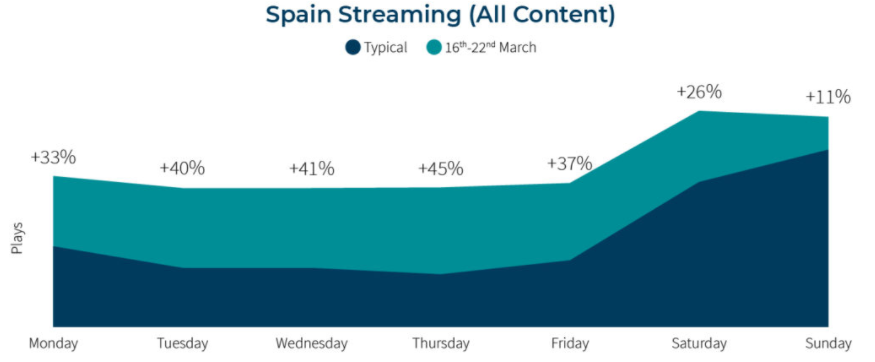 Spain Streaming (All Content)
Typical 16th-22nd March
+33%
+40%
+41%
+45%
+37%
+26%
+11%
Plays
Monday Tuesday Wednesday Thursday Friday Saturday Sunday